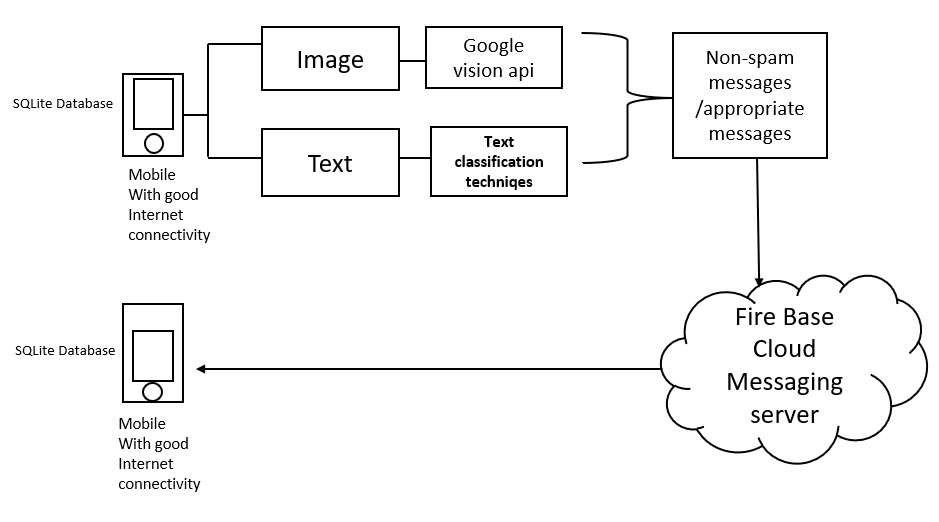 SQLite Database
Mobile
With good
Internet
connectivity
Image
Google
vision api
Text
Text
classification
techniqes
Non-spam
messages
/appropriate
messages
Fire Base
Cloud
Messaging
server
SQLite Database
Mobile
With good
Internet
connectivity